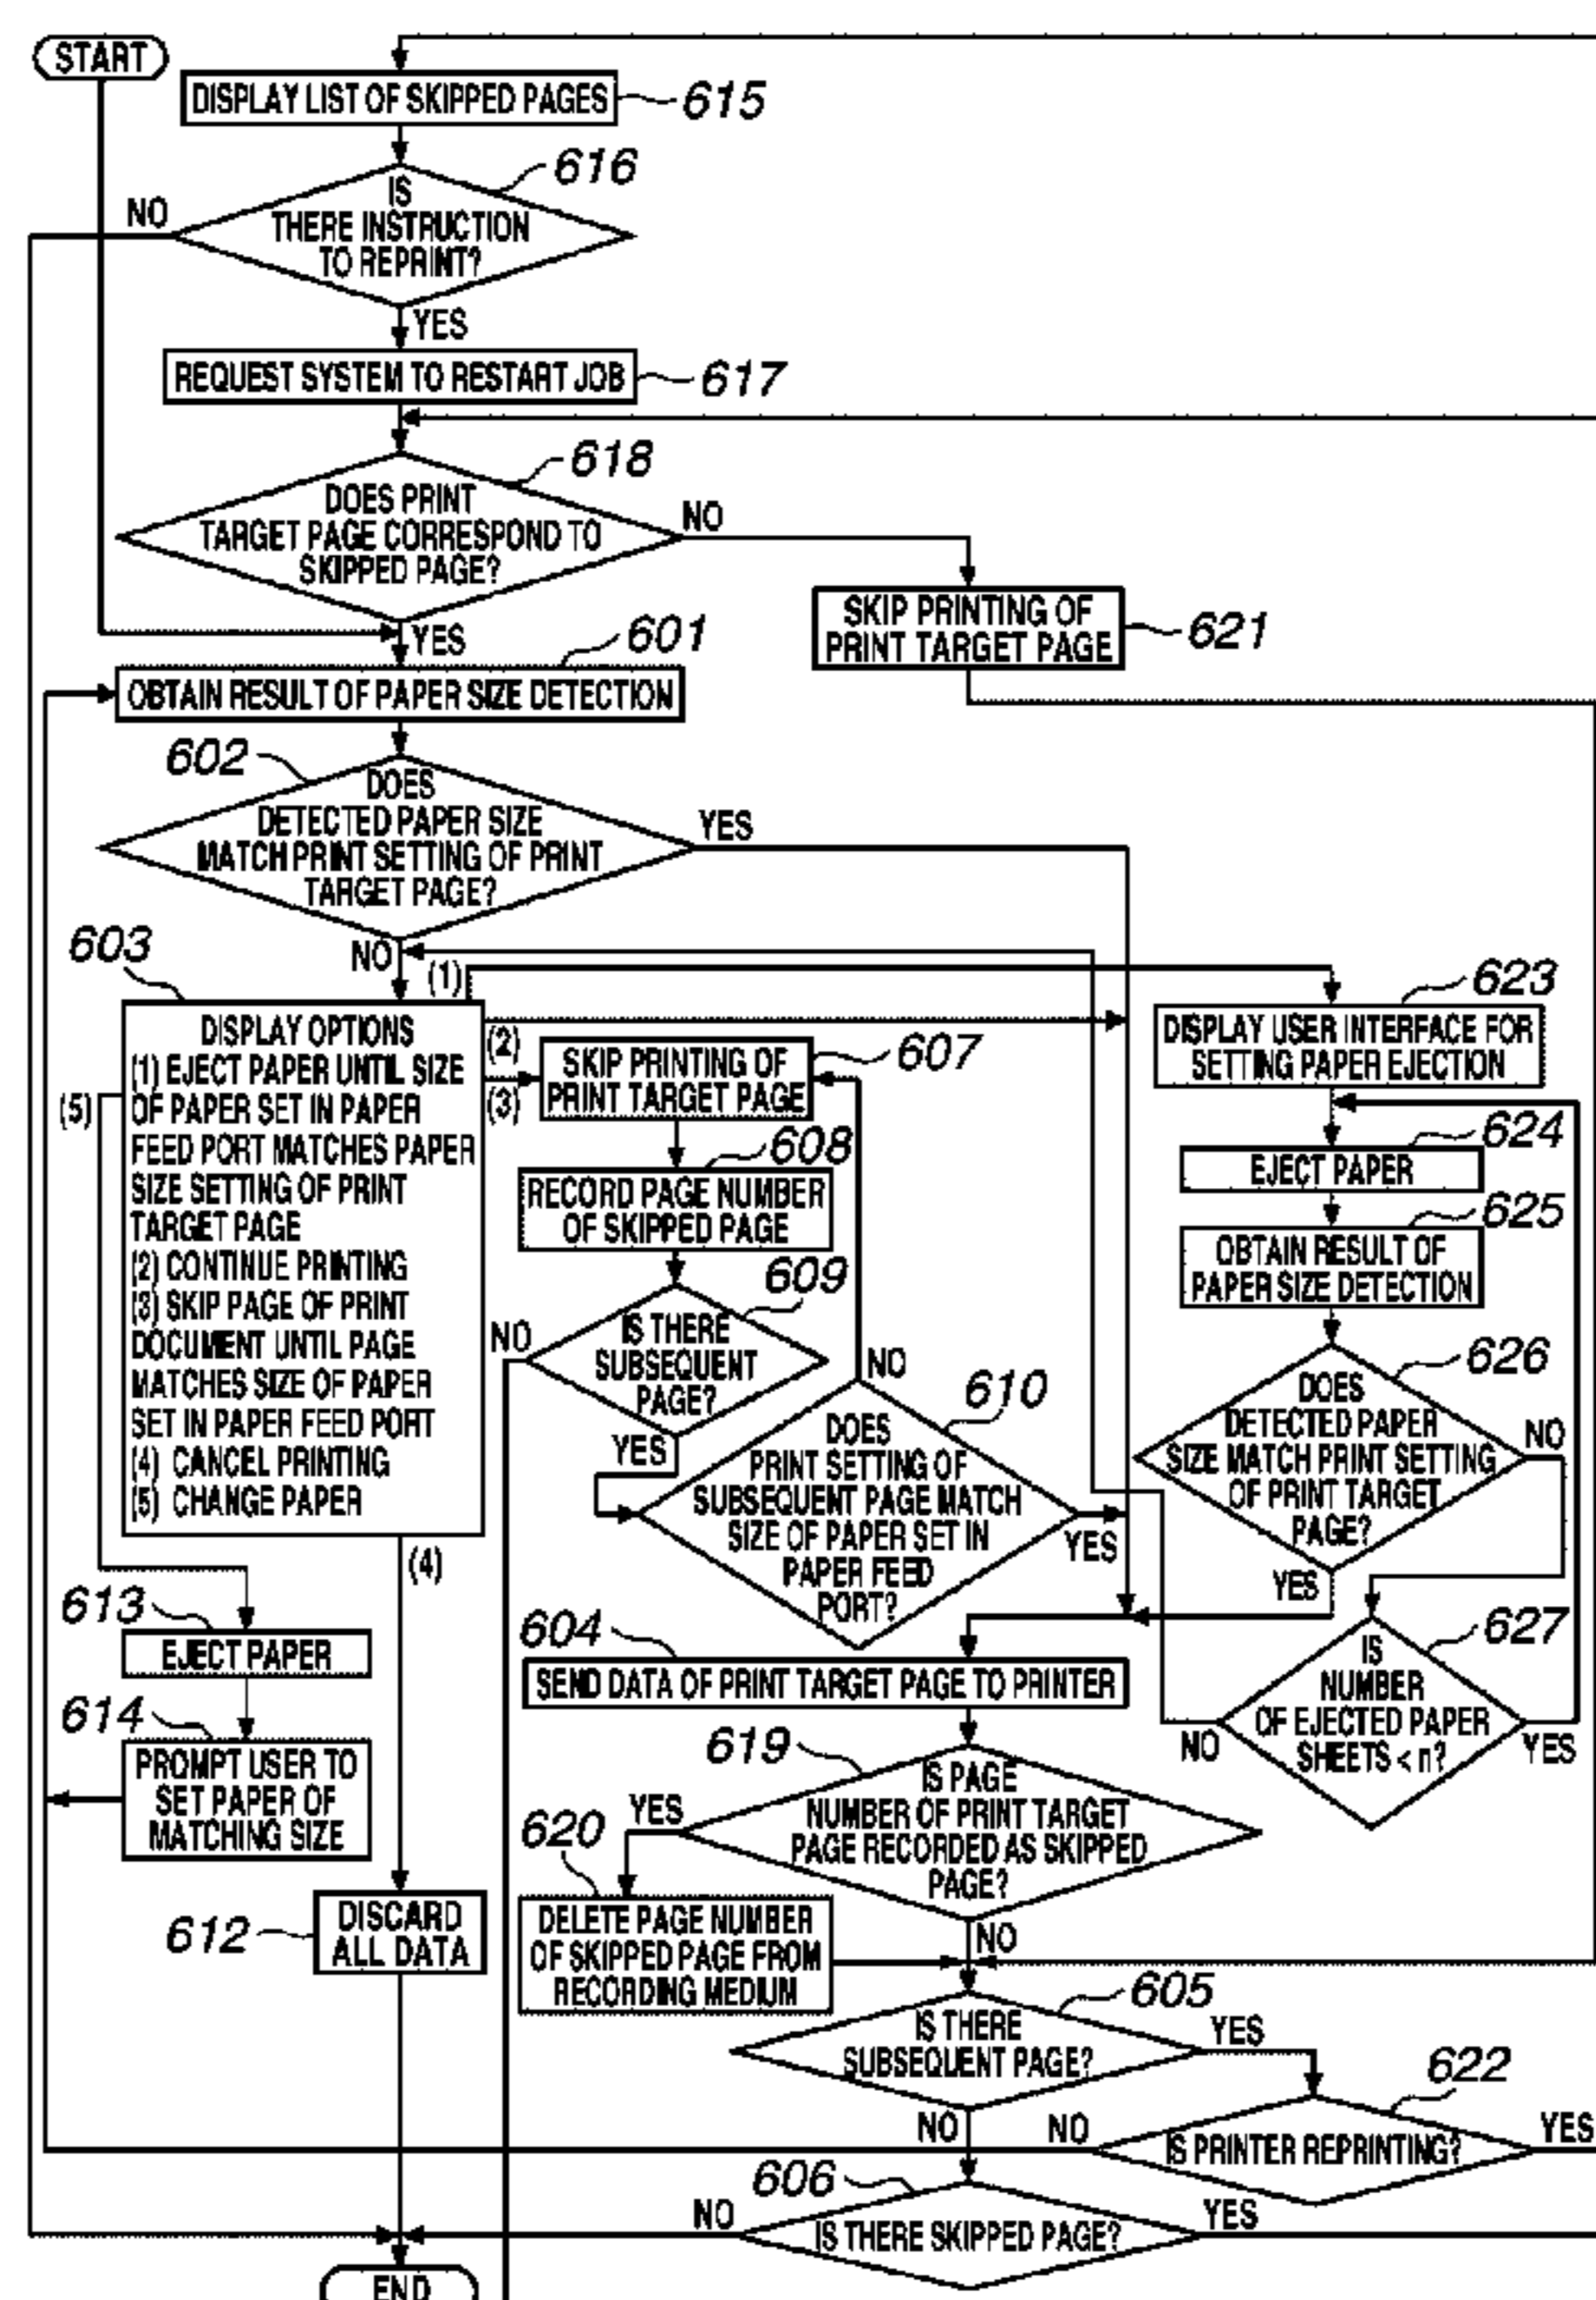 START
DISPLAY LIST OF SKIPPED PAGES
615
616
IS
THERE INSTRUCTION
TO REPRINT?
NO
YES
REQUEST SYSTEM TO RESTART JOB
617
618
DOES PRINT
TARGET PAGE CORRESPOND TO
SKIPPED PAGE?
NO
YES
SKIP PRINTING OF
PRINT TARGET PAGE
621
601
OBTAIN RESULT OF PAPER SIZE DETECTION
602
DOES
DETECTED PAPER SIZE
MATCH PRINT SETTING OF PRINT
TARGET PAGE?
YES
NO
603
(1)
(2)
(3)
(5)
DISPLAY OPTIONS
(1) EJECT PAPER UNTIL SIZE
OF PAPER SET IN PAPER
FEED PORT MATCHES PAPER
SIZE SETTING OF PRINT
TARGET PAGE
(2) CONTINUE PRINTING
(3) SKIP PAGE OF PRINT
DOCUMENT UNTIL PAGE
MATCHES SIZE OF PAPER
SET IN PAPER FEED PORT
(4) CANCEL PRINTING
(5) CHANGE PAPER
(4)
SKIP PRINTING OF
PRINT TARGET PAGE
607
608
RECORD PAGE NUMBER
OF SKIPPED PAGE
609
IS THERE
SUBSEQUENT
PAGE?
NO
YES
610
DOES
PRINT SETTING OF
SUBSEQUENT PAGE MATCH
SIZE OF PAPER SET IN
PAPER FEED
PORT?
NO
YES
623
DISPLAY USER INTERFACE FOR
SETTING PAPER EJECTION
624
EJECT PAPER
625
OBTAIN RESULT OF
PAPER SIZE DETECTION
626
DOES
DETECTED PAPER
SIZE MATCH PRINT SETTING
OF PRINT TARGET
PAGE?
NO
YES
627
IS
NUMBER
OF EJECTED PAPER
SHEETS < n?
NO
YES
613
EJECT PAPER
614
PROMPT USER TO
SET PAPER OF
MATCHING SIZE
612
DISCARD
ALL DATA
604
SEND DATA OF PRINT TARGET PAGE TO PRINTER
619
IS PAGE
NUMBER OF PRINT TARGET
PAGE RECORDED AS SKIPPED
PAGE?
YES
NO
620
DELETE PAGE NUMBER
OF SKIPPED PAGE FROM
RECORDING MEDIUM
605
IS THERE
SUBSEQUENT PAGE?
YES
NO
622
IS PRINTER REPRINTING?
NO
YES
606
IS THERE SKIPPED PAGE?
NO
YES
END